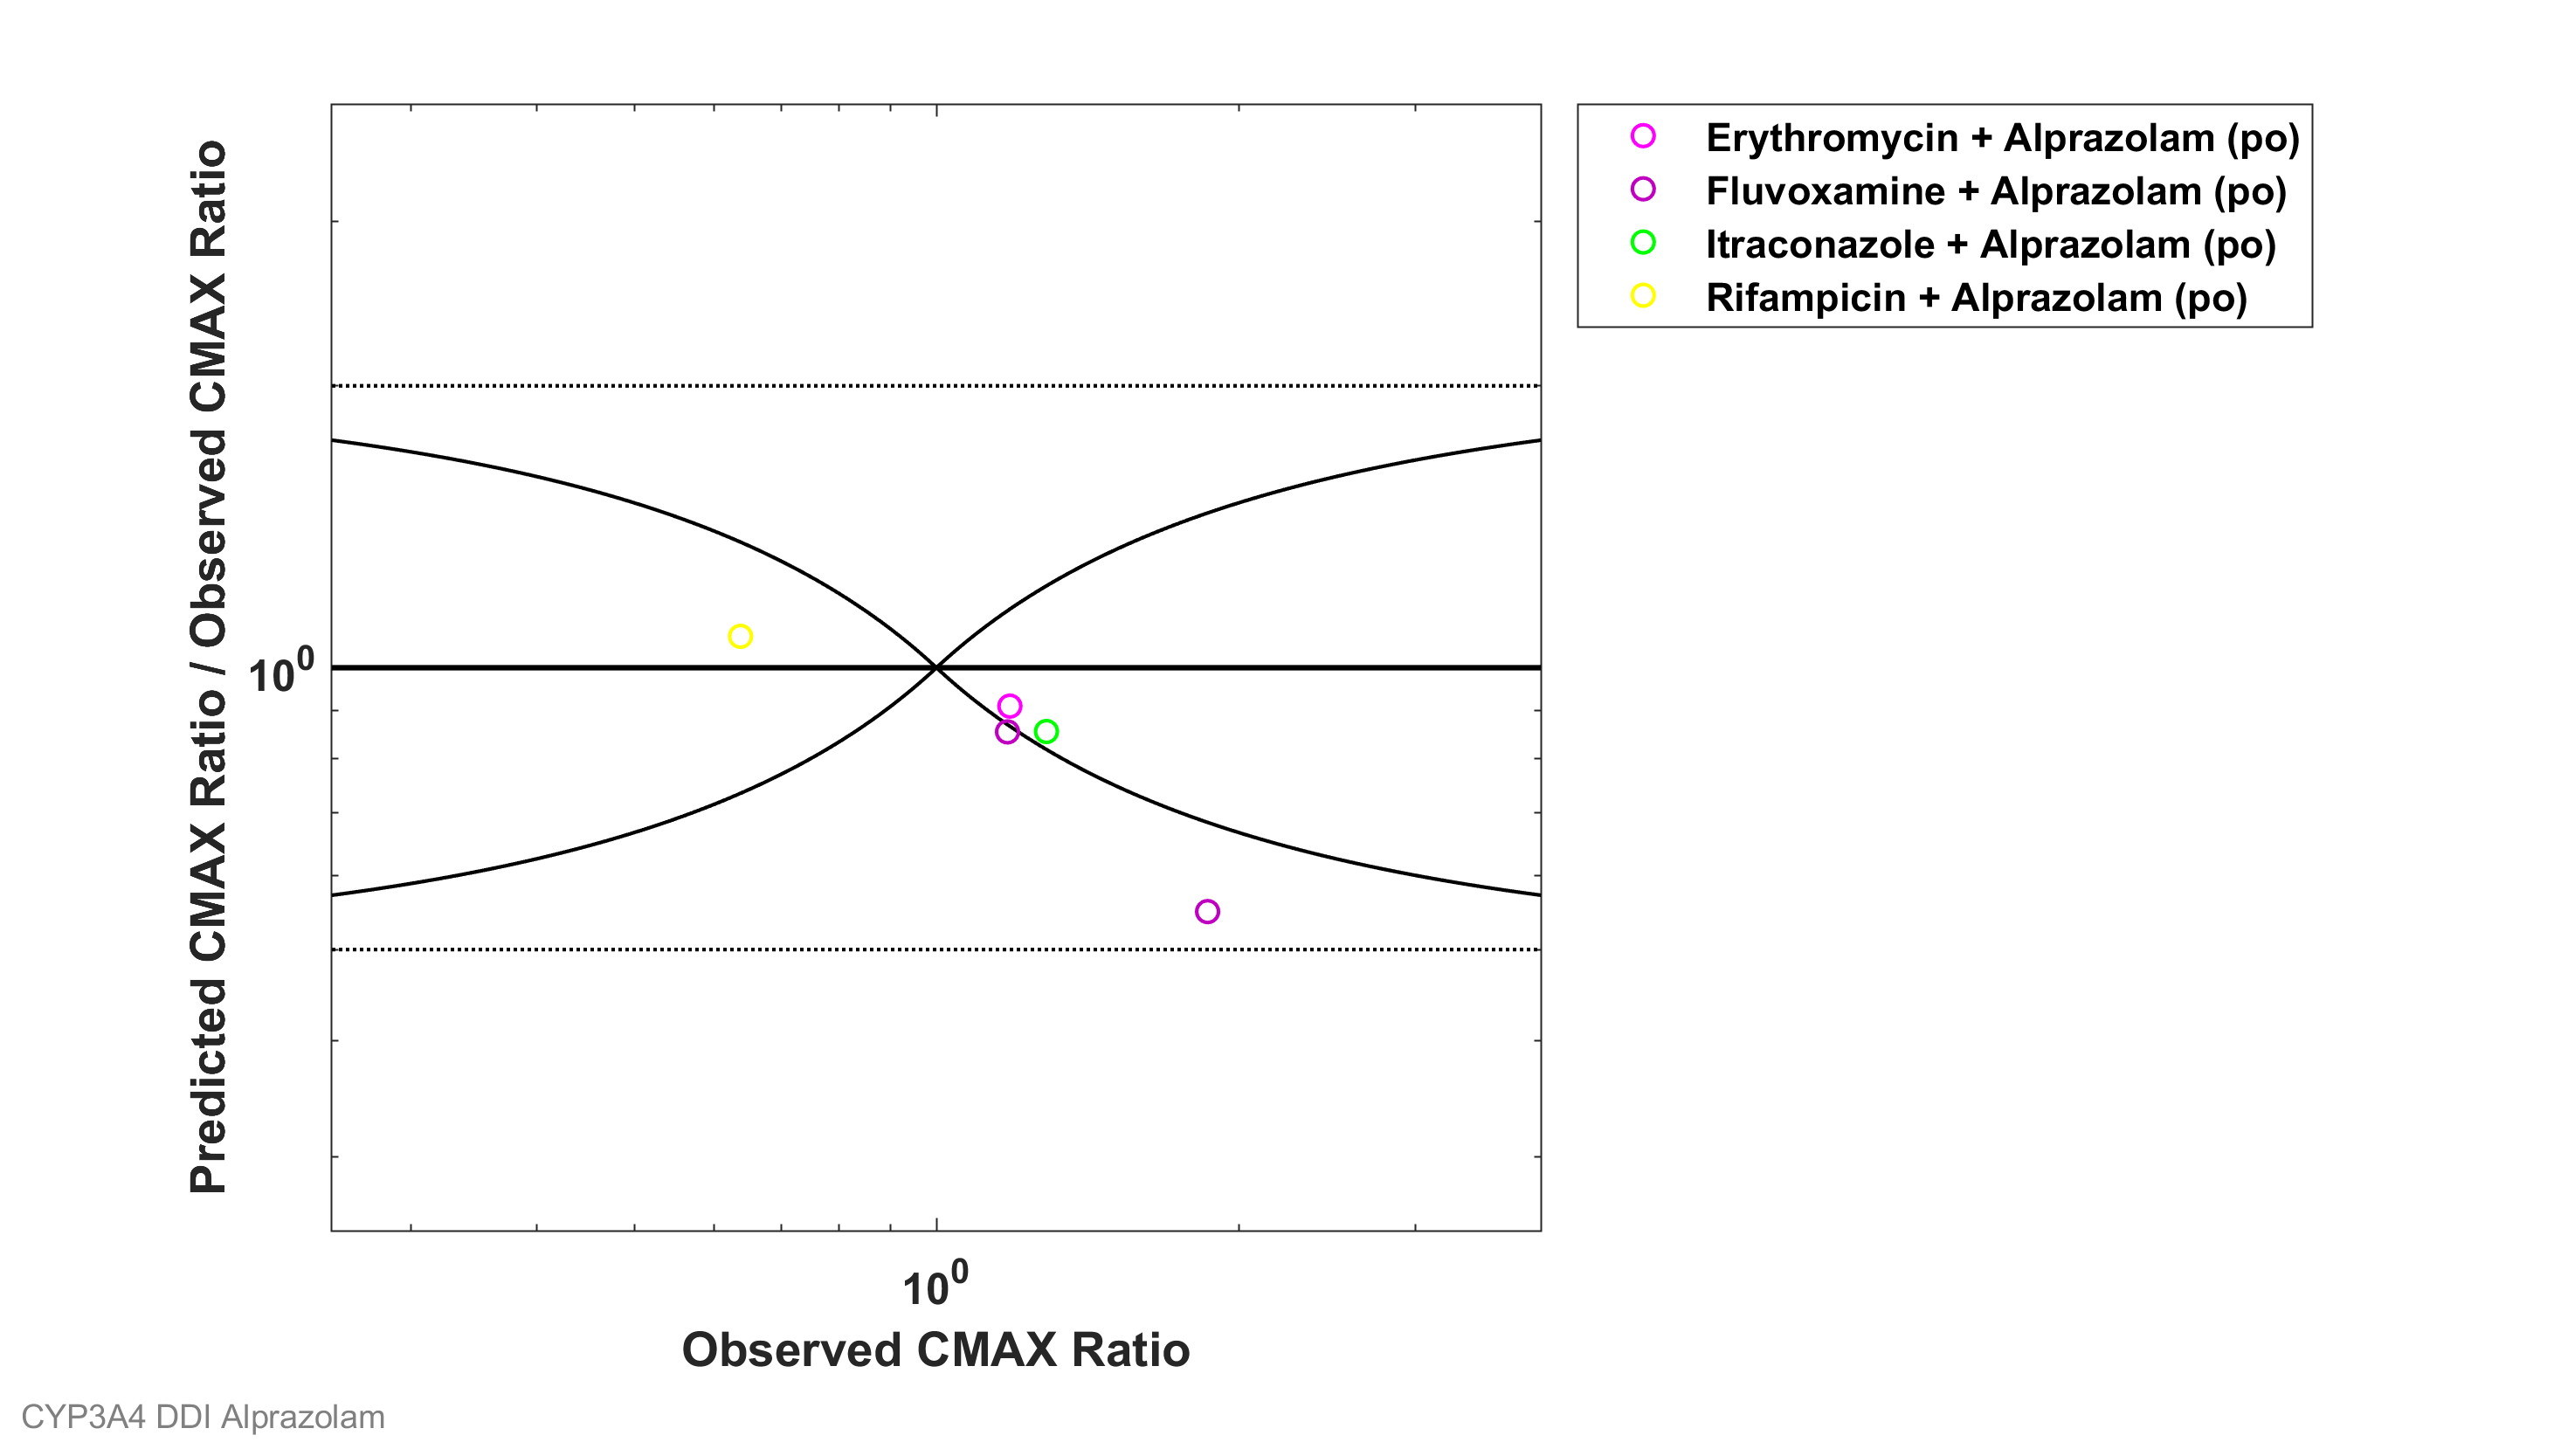 Predicted CMAX Ratio / Observed CMAX Ratio
10^0
10^0
Observed CMAX Ratio
Erythromycin + Alprazolam (po)
Fluvoxamine + Alprazolam (po)
Itraconazole + Alprazolam (po)
Rifampicin + Alprazolam (po)
CYP3A4 DDI Alprazolam